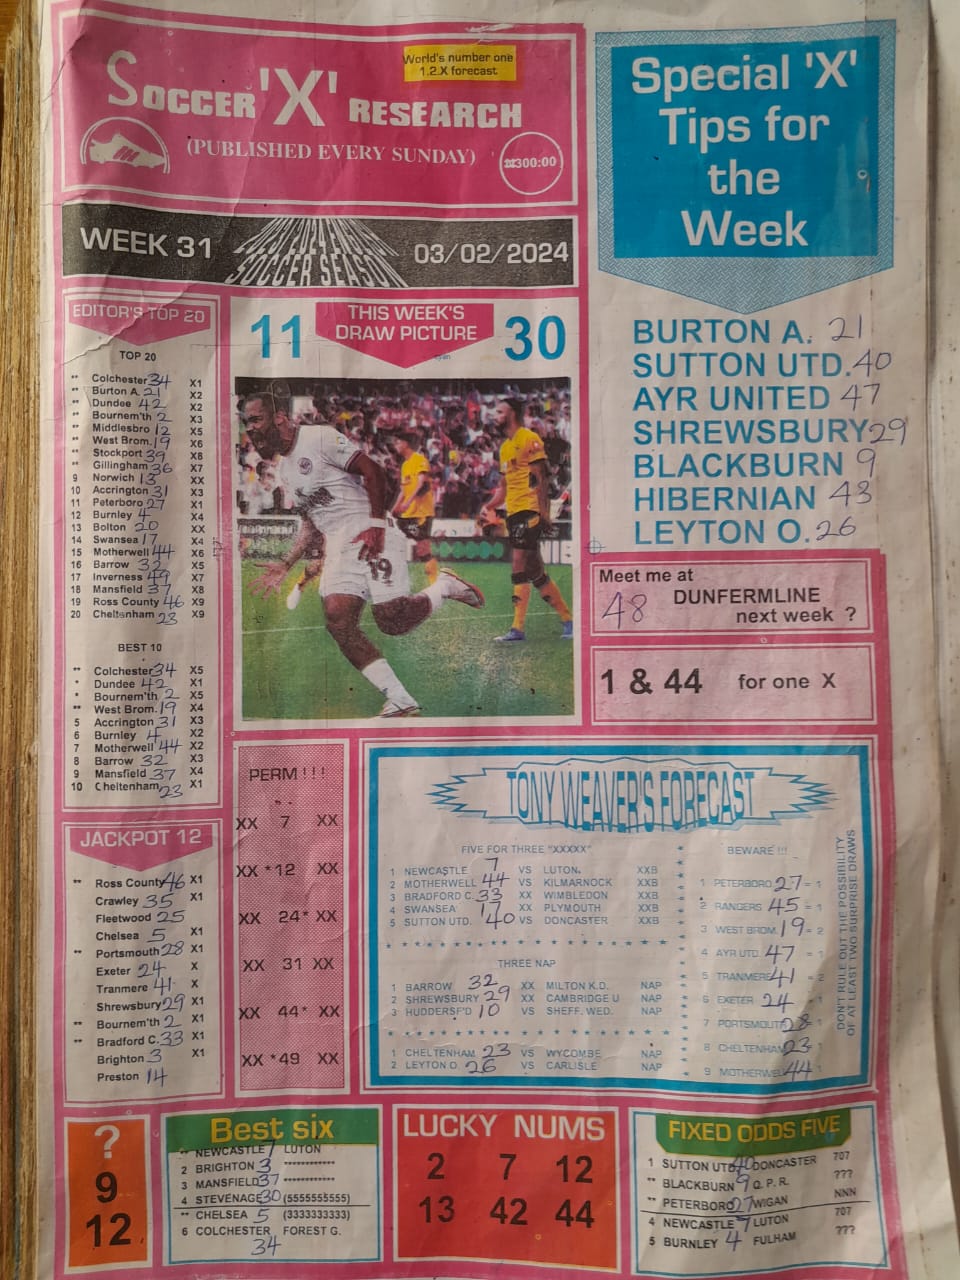 World's number one
1.2.X forecast
SOCCER 'X' RESEARCH
(PUBLISHED EVERY SUNDAY)
₦300:00
WEEK 31
SOCCER SEASON
03/02/2024
Special 'X'
Tips for
the
Week
BURTON A. 21
SUTTON UTD. 40
AYR UNITED 47
SHREWSBURY 29
BLACKBURN 9
HIBERNIAN 43
LEYTON O. 26
Meet me at
48 DUNFERMLINE
next week ?
1 & 44 for one X
EDITOR'S TOP 20
TOP 20
** Colchester 34 X1
** Burton A. 21 X2
** Dundee 42 X2
** Bournem'th 2 X3
** Middlesbro 12 X5
** West Brom. 19 X6
** Stockport 39 X8
** Gillingham 36 X7
9 Norwich 13 XX
10 Accrington 31 X3
11 Peterboro 27 X1
12 Burnley 4 X4
13 Bolton 20 XX
14 Swansea 17 X4
15 Motherwell 44 X6
16 Barrow 32 X5
17 Inverness 49 X7
18 Mansfield 37 X8
19 Ross County 46 X9
20 Cheltenham 23 X9
BEST 10
** Colchester 34 X5
* Dundee 42 X1
* Bournem'th 2 X5
** West Brom. 19 X4
5 Accrington 31 X3
6 Burnley 4 X2
7 Motherwell 44 X2
8 Barrow 32 X3
9 Mansfield 37 X4
10 Cheltenham 23 X1
JACKPOT 12
** Ross County 46 X1
Crawley 35 X1
Fleetwood 25
Chelsea 5 X1
** Portsmouth 28 X1
Exeter 24 X
Tranmere 41 X
Shrewsbury 29 X1
** Bournem'th 2 X1
** Bradford C. 33 X1
Brighton 3 X1
Preston 14
11 THIS WEEK'S 30
DRAW PICTURE
19
PERM !!!
XX 7 XX
XX *12 XX
XX 24* XX
XX 31 XX
XX 44* XX
XX *49 XX
TONY WEAVER'S FORECAST
FIVE FOR THREE "XXXXX"
1 NEWCASTLE 7 VS LUTON. XXB
2 MOTHERWELL 44 VS KILMARNOCK XXB
3 BRADFORD C. 33 XX WIMBLEDON XXB
4 SWANSEA 17 XX PLYMOUTH XXB
5 SUTTON UTD. 40 VS DONCASTER XXB
THREE NAP
1 BARROW 32 XX MILTON K.D. NAP
2 SHREWSBURY 29 XX CAMBRIDGE U NAP
3 HUDDERSF'D 10 XX SHEFF. WED. NAP
1 CHELTENHAM 23 VS WYCOMBE NAP
2 LEYTON O. 26 VS CARLISLE NAP
BEWARE !!!
1 PETERBORO 27 = 1
2 RANGERS 45 = 1
3 WEST BROM. 19 = 2
4 AYR UTD 47 = 1
5 TRANMERE 41 = 2
6 EXETER 24 = 1
7 PORTSMOUTH 28 = 1
8 CHELTENHAM 23 = 1
9 MOTHERWELL 44 1
DON'T RULE OUT THE POSSIBILITY
OF AT LEAST TWO SURPRISE DRAWS
?
9
12
Best six
** NEWCASTLE 7 LUTON
2 BRIGHTON 3 ************
3 MANSFIELD 37 ************
4 STEVENAGE 30 (5555555555)
** CHELSEA 5 (3333333333)
6 COLCHESTER FOREST G.
34
LUCKY NUMS
2 7 12
13 42 44
FIXED ODDS FIVE
1 SUTTON UTD 40 DONCASTER ?0?
** BLACKBURN 9 Q. P. R. ???
** PETERBORO 27 WIGAN NNN
4 NEWCASTLE 7 LUTON ?0?
5 BURNLEY 4 FULHAM ???